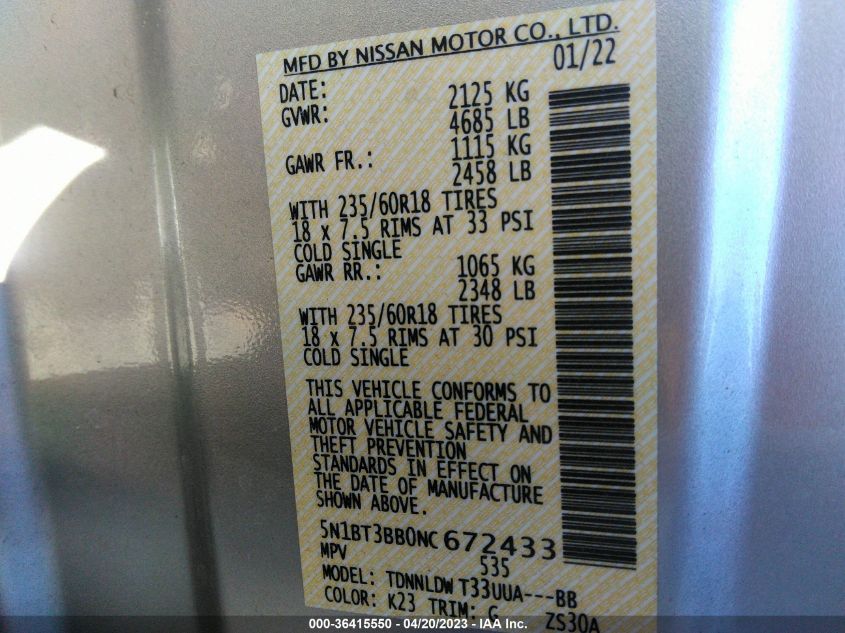 MFD BY NISSAN MOTOR CO., LTD.
DATE: 01/22
GVWR: 2125 KG
4685 LB
GAWR FR.: 1115 KG
2458 LB
WITH 235/60R18 TIRES
18 x 7.5 RIMS AT 33 PSI
COLD SINGLE
GAWR RR.: 1065 KG
2348 LB
WITH 235/60R18 TIRES
18 x 7.5 RIMS AT 30 PSI
COLD SINGLE
THIS VEHICLE CONFORMS TO
ALL APPLICABLE FEDERAL
MOTOR VEHICLE SAFETY AND
THEFT PREVENTION
STANDARDS IN EFFECT ON
THE DATE OF MANUFACTURE
SHOWN ABOVE.
5N1BT3BB0NC672433
MPV 535
MODEL: TDNNLDW T33UUA---BB
COLOR: K23 TRIM: G ZS30A
000-36415550 - 04/20/2023 - IAA Inc.